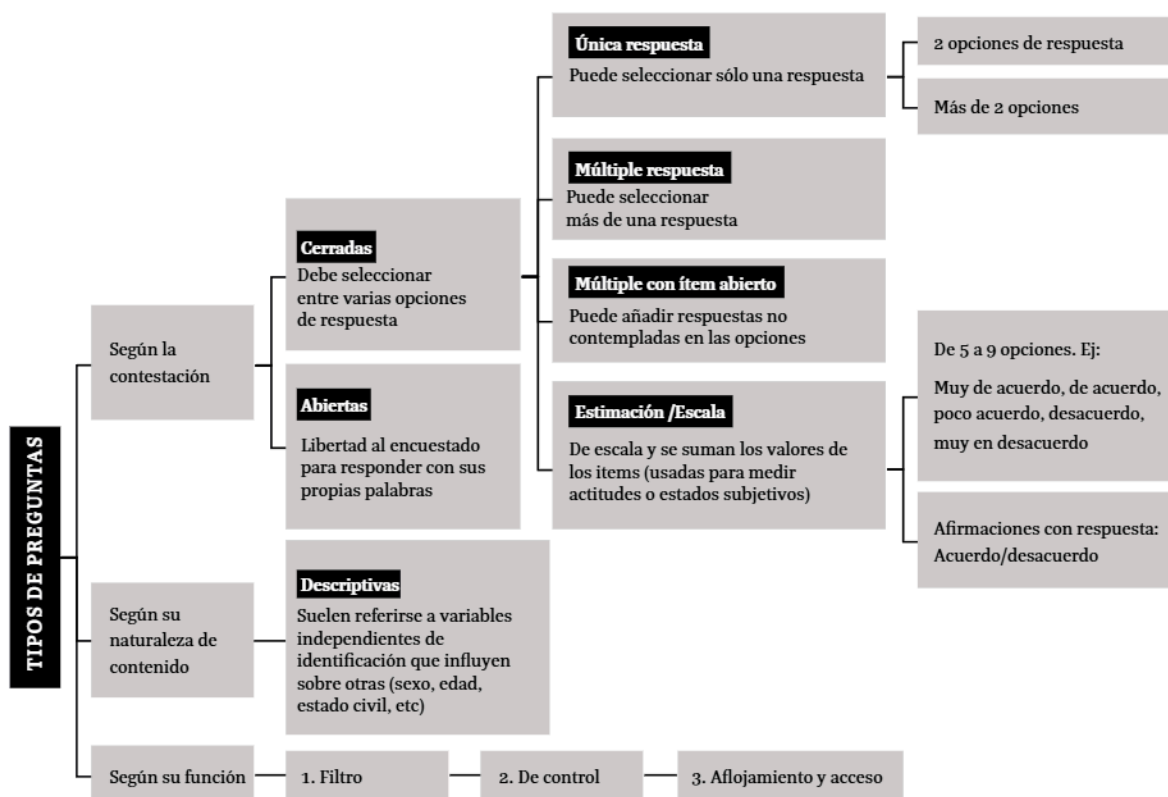 TIPOS DE PREGUNTAS
Según la
contestación
Cerradas
Debe seleccionar
entre varias opciones
de respuesta
Única respuesta
Puede seleccionar sólo una respuesta
2 opciones de respuesta
Más de 2 opciones
Múltiple respuesta
Puede seleccionar
más de una respuesta
Múltiple con ítem abierto
Puede añadir respuestas no
contempladas en las opciones
Estimación /Escala
De escala y se suman los valores de
los items (usadas para medir
actitudes o estados subjetivos)
De 5 a 9 opciones. Ej:
Muy de acuerdo, de acuerdo,
poco acuerdo, desacuerdo,
muy en desacuerdo
Afirmaciones con respuesta:
Acuerdo/desacuerdo
Abiertas
Libertad al encuestado
para responder con sus
propias palabras
Según su
naturaleza de
contenido
Descriptivas
Suelen referirse a variables
independientes de
identificación que influyen
sobre otras (sexo, edad,
estado civil, etc)
Según su función
1. Filtro
2. De control
3. Aflojamiento y acceso